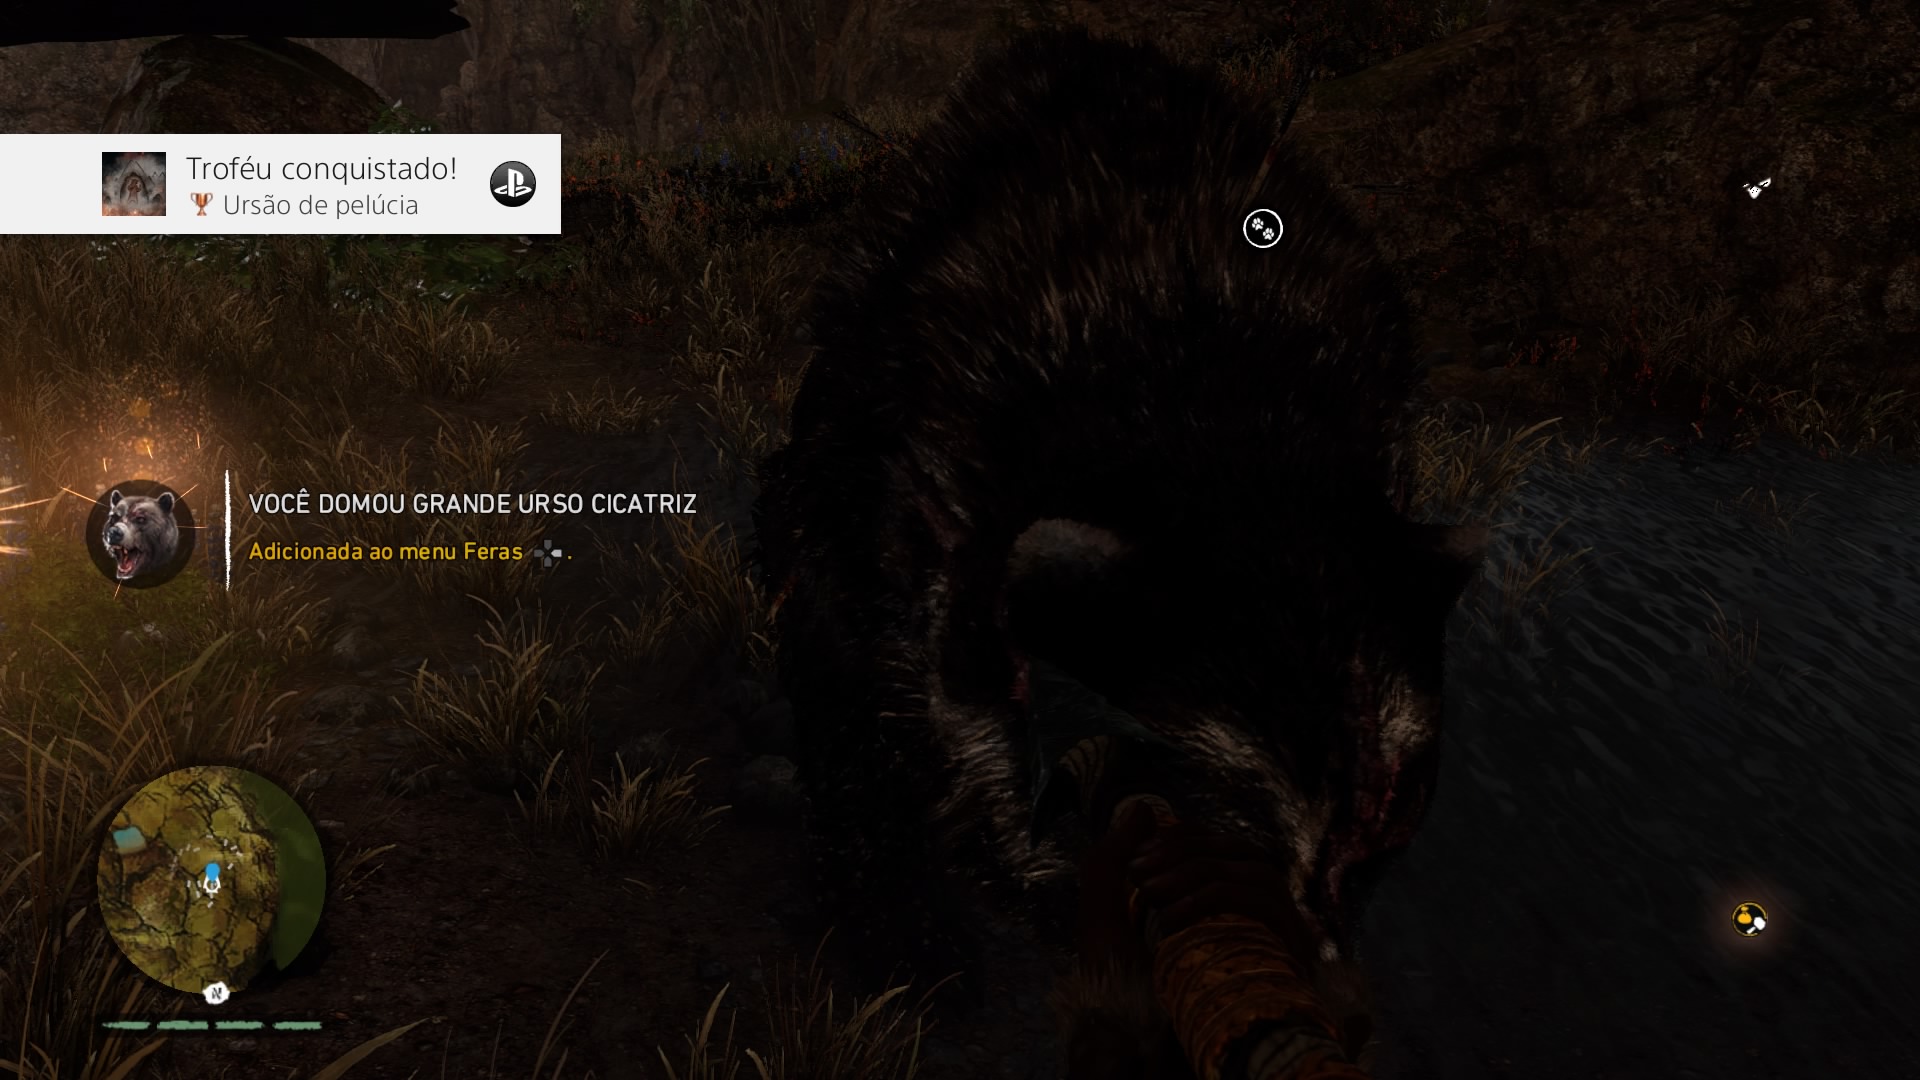 Troféu conquistado!
Ursão de pelúcia
VOCÊ DOMOU GRANDE URSO CICATRIZ
Adicionada ao menu Feras .
N